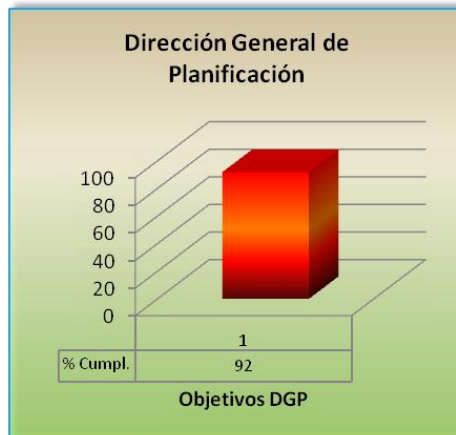 Dirección General de
Planificación
100
80
60
40
20
0
1
% Cumpl. 92
Objetivos DGP